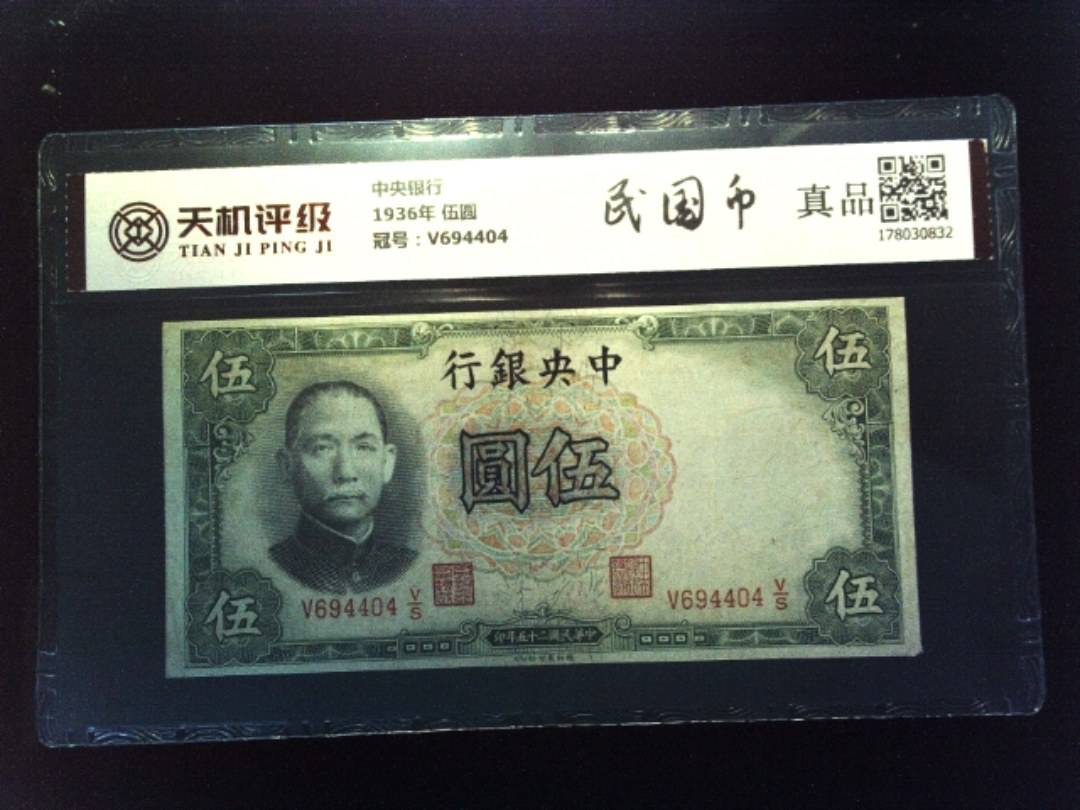 天机评级
TIAN JI PING JI
中央银行
1936年 伍圆
冠号：V694404
民国币
真品
178030832
伍
伍
中央銀行
伍圓
V694404 V/S
V694404 V/S
伍
伍
中華民國二十五年印